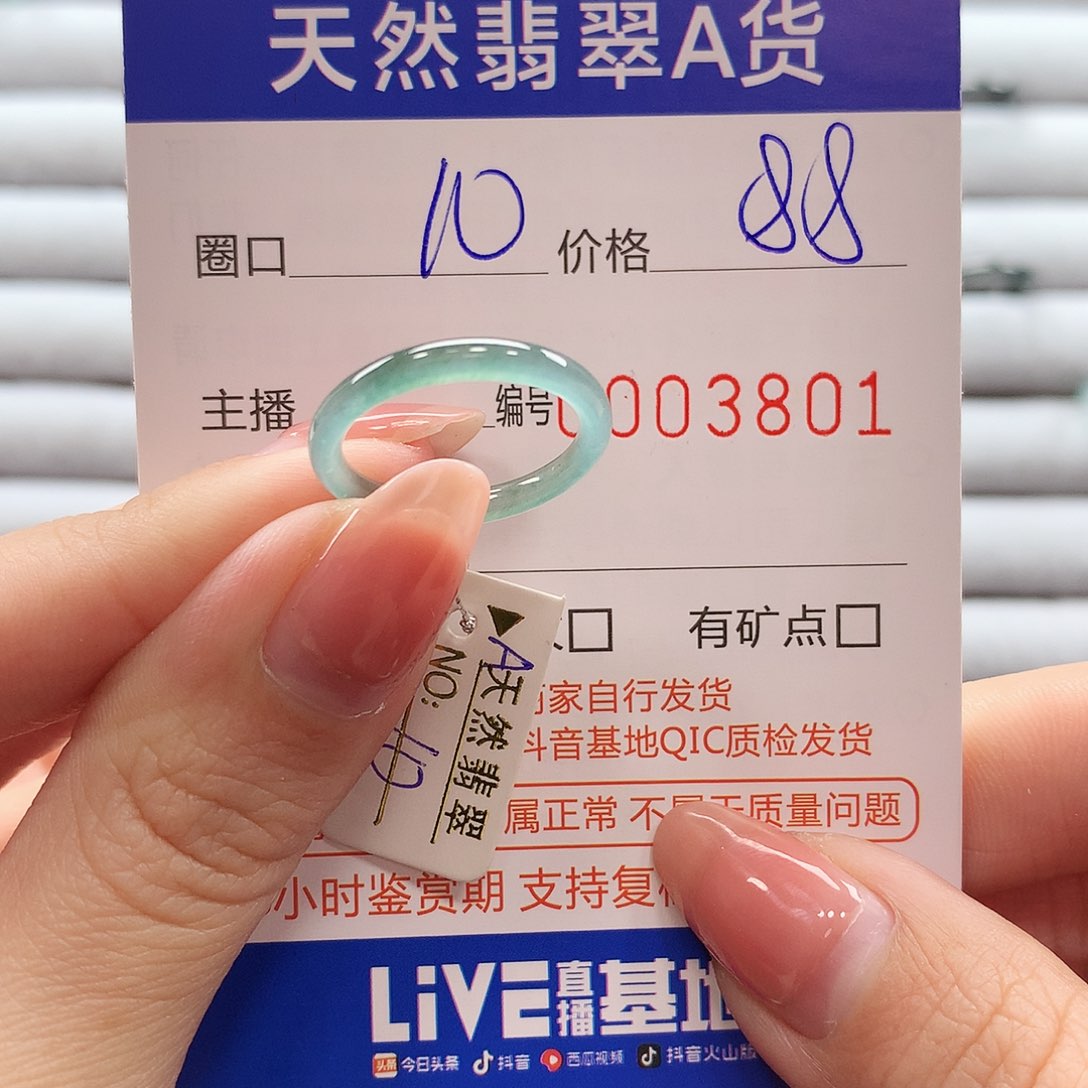 天然翡翠A货
圈口 10 价格 88
主播 编号 0003801
有矿点
家自行发货
抖音基地QIC质检发货
属正常 不属于质量问题
小时鉴赏期 支持复
A天然翡翠
NO: 10
LiVE直播基地
头条 今日头条 抖音 西瓜视频 抖音火山版